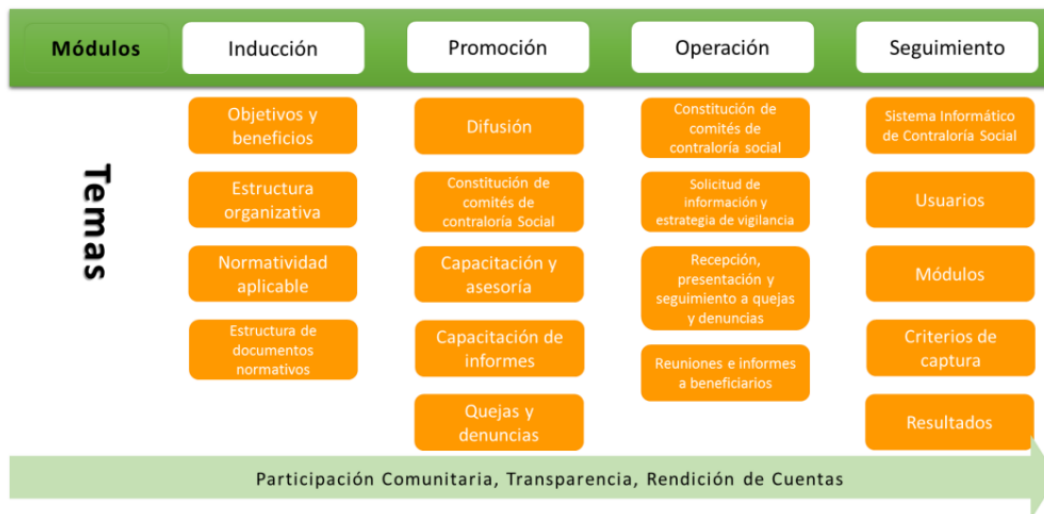 Módulos
Inducción
Promoción
Operación
Seguimiento
Temas
Objetivos y
beneficios
Estructura
organizativa
Normatividad
aplicable
Estructura de
documentos
normativos
Difusión
Constitución de
comités de
contraloría Social
Capacitación y
asesoría
Capacitación de
informes
Quejas y
denuncias
Constitución de
comités de
contraloría social
Solicitud de
información y
estrategia de vigilancia
Recepción,
presentación y
seguimiento a quejas
y denuncias
Reuniones e informes
a beneficiarios
Sistema Informático
de Contraloría Social
Usuarios
Módulos
Criterios de
captura
Resultados
Participación Comunitaria, Transparencia, Rendición de Cuentas